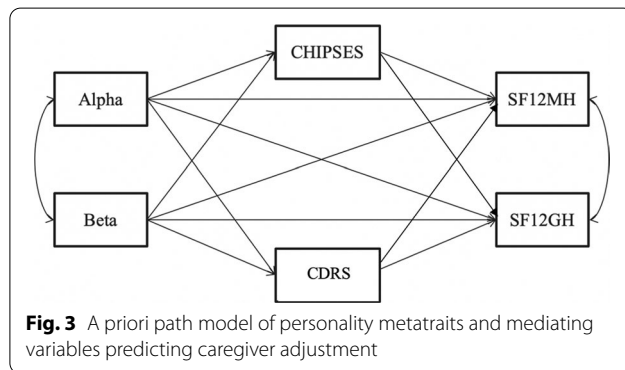 CHIPSES
Alpha
SF12MH
Beta
SF12GH
CDRS
Fig. 3 A priori path model of personality metatraits and mediating
variables predicting caregiver adjustment